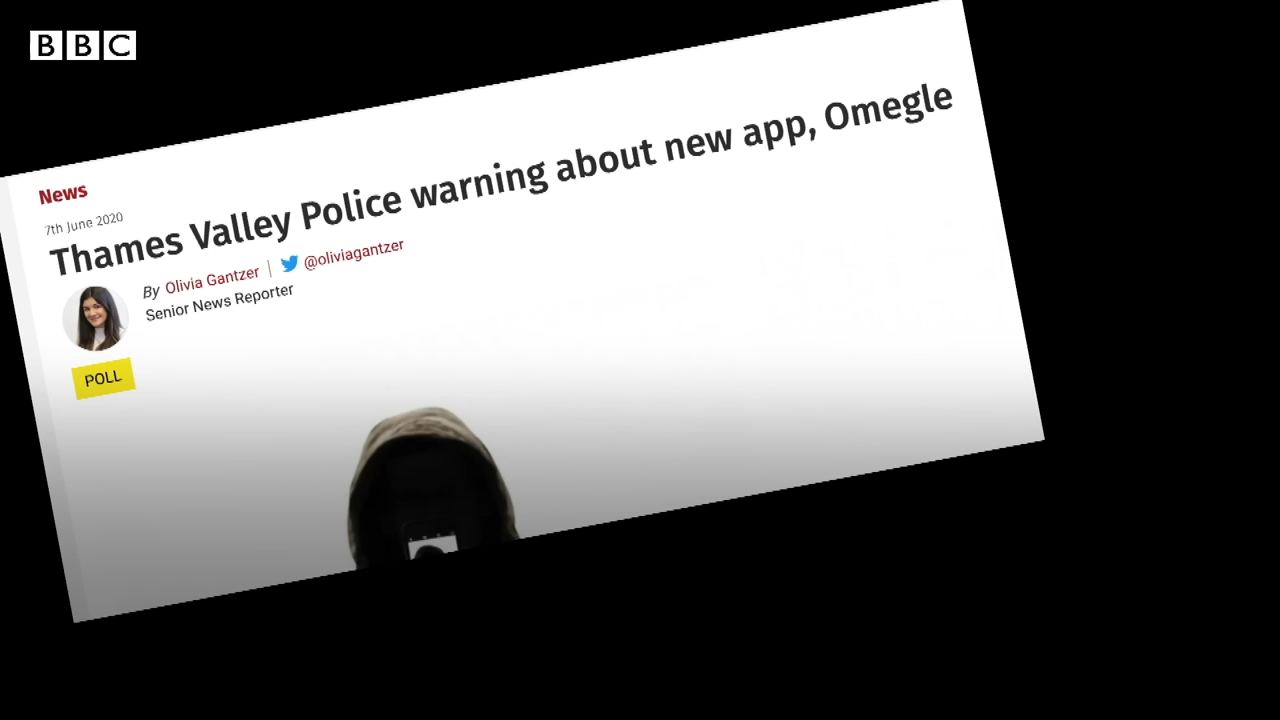 BBC
News
7th June 2020
Thames Valley Police warning about new app, Omegle
By Olivia Gantzer | @oliviagantzer
Senior News Reporter
POLL